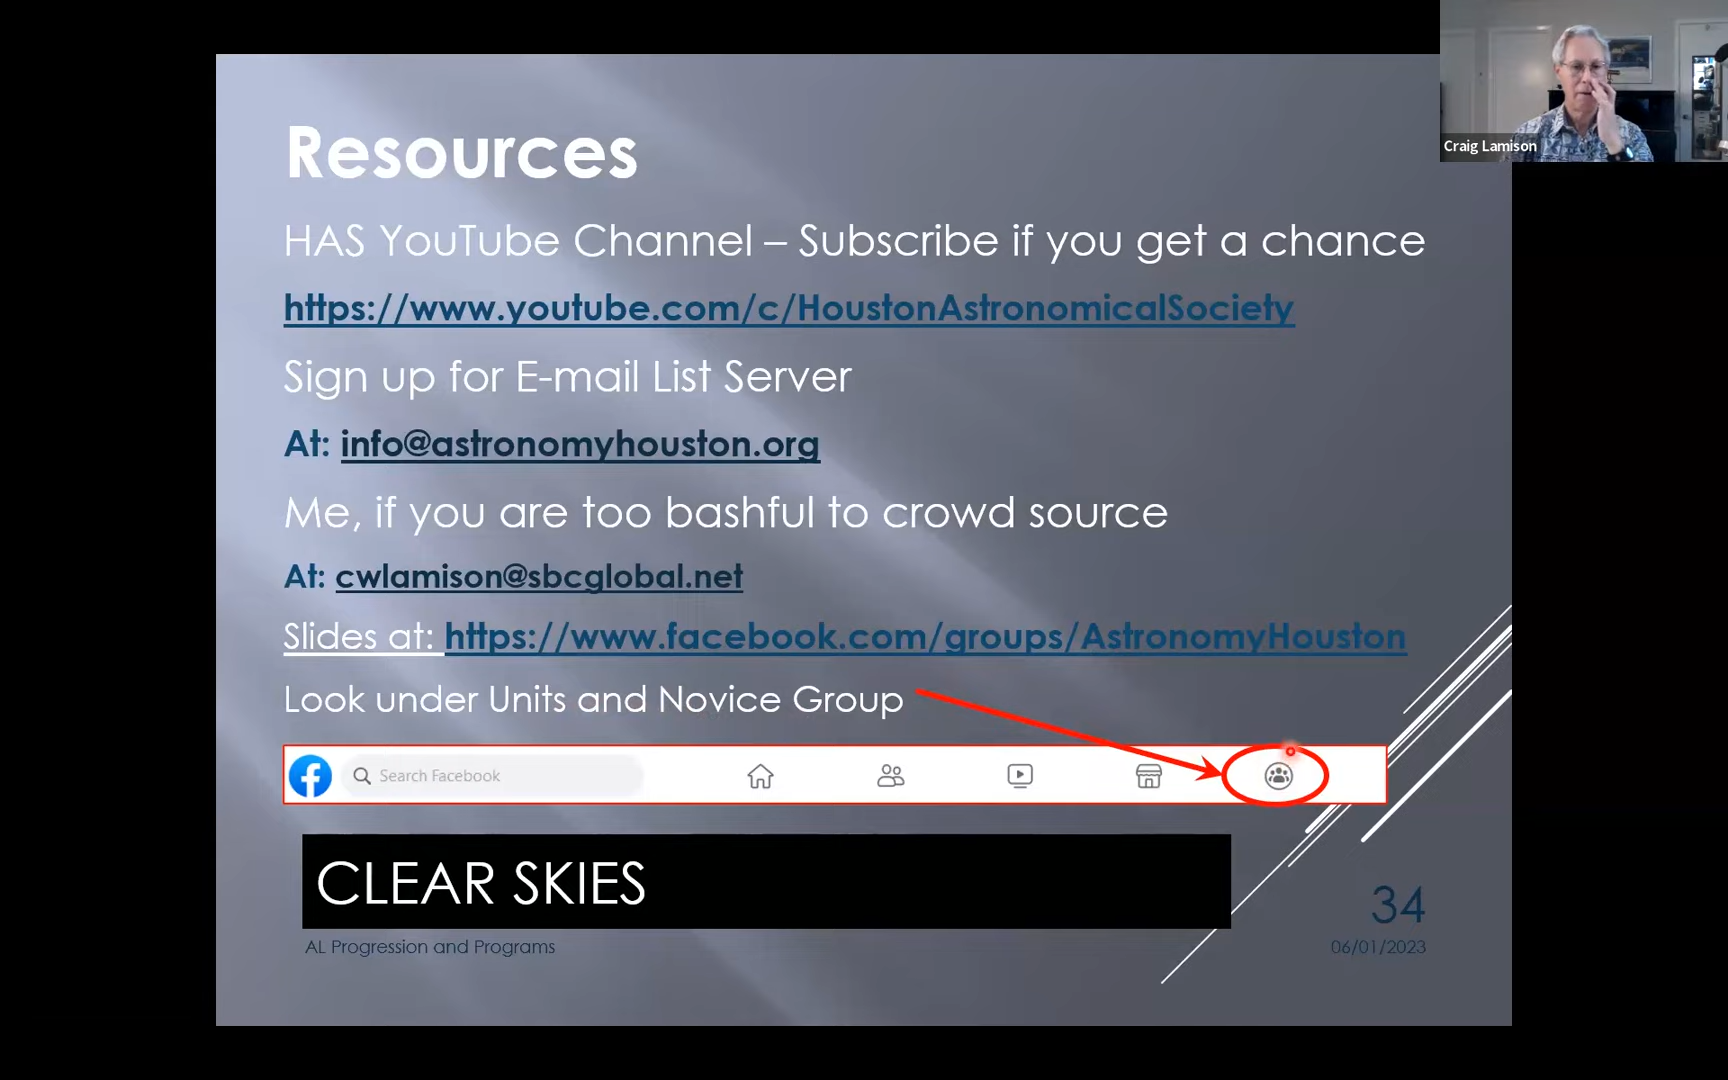 Resources
HAS YouTube Channel – Subscribe if you get a chance
https://www.youtube.com/c/HoustonAstronomicalSociety
Sign up for E-mail List Server
At: info@astronomyhouston.org
Me, if you are too bashful to crowd source
At: cwlamison@sbcglobal.net
Slides at: https://www.facebook.com/groups/AstronomyHouston
Look under Units and Novice Group
Search Facebook
CLEAR SKIES
34
AL Progression and Programs
06/01/2023
Craig Lamison